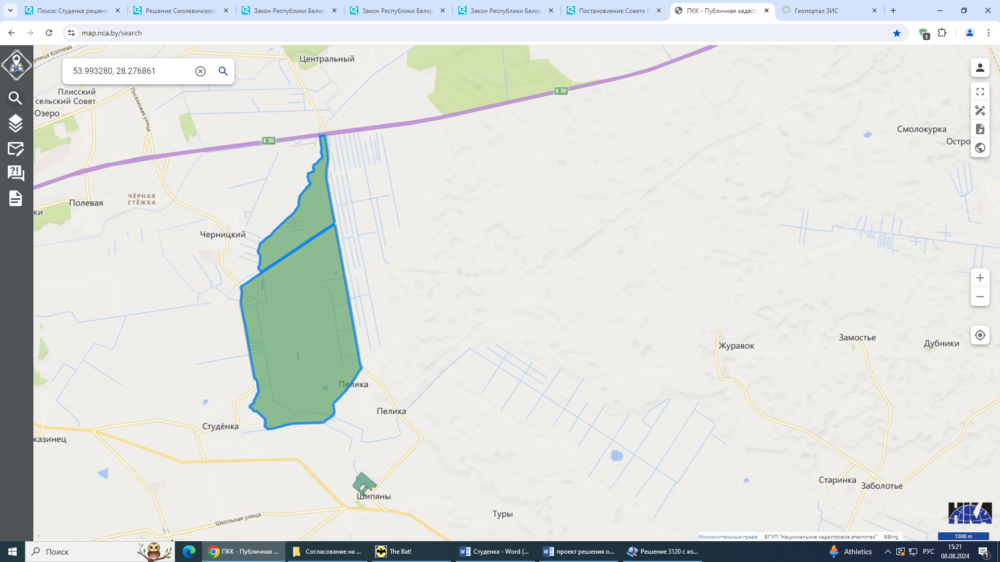 Поиск: Студенка решени
Решение Смолевичского
Закон Республики Белар
Закон Республики Белар
Закон Республики Белар
Постановление Совета М
ПКК - Публичная кадаст
Геопортал ЗИС
map.nca.by/search
3
улица Коптева
Центральный
53.993280, 28.276861
Плисский
сельский Совет
Озеро
Поселковая улица
E 30
E 30
Смолокурка
Остро
Полевая
ЧЁРНАЯ
СТЁЖКА
ки
Черницкий
Журавок
Замостье
Дубники
Пелика
Пелика
Студёнка
казинец
Шипяны
Старинка
Заболотье
Туры
Школьная улица
НКА
Исключительные права ©ГУП "Национальное кадастровое агентство" ©Bing
1000 m
Поиск
ПКК - Публичная ...
Согласование на ...
The Bat!
Студенка - Word (...
проект решения о...
Решение 3120 с из...
Athletics
РУС
15:21
08.08.2024
1